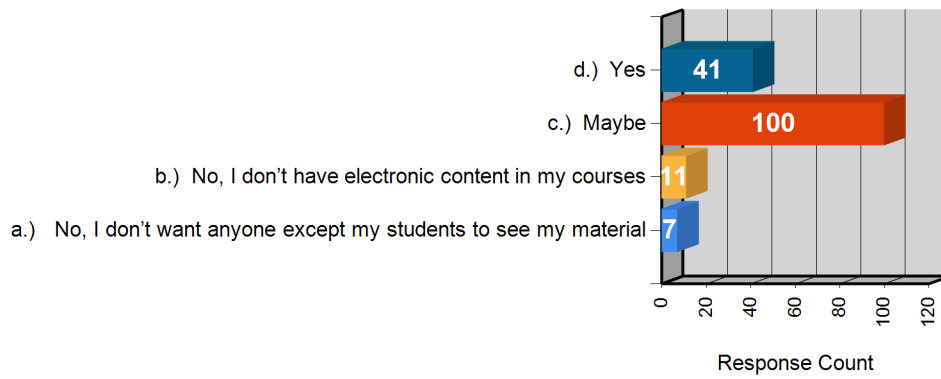 d.) Yes
41
c.) Maybe
100
b.) No, I don’t have electronic content in my courses
11
a.) No, I don’t want anyone except my students to see my material
7
0 20 40 60 80 100 120
Response Count